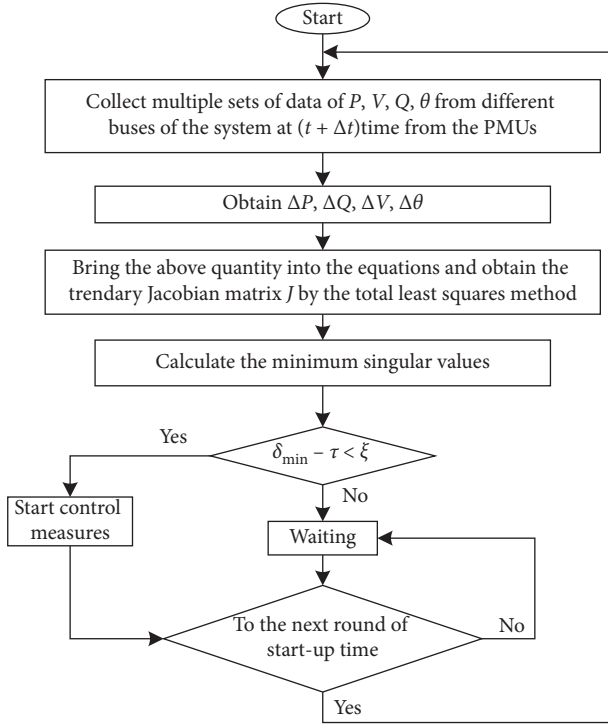 Start
Collect multiple sets of data of P, V, Q, θ from different
buses of the system at (t + Δt)time from the PMUs
Obtain ΔP, ΔQ, ΔV, Δθ
Bring the above quantity into the equations and obtain the
trendary Jacobian matrix J by the total least squares method
Calculate the minimum singular values
Yes
δmin – τ < ξ
No
Start control
measures
Waiting
To the next round of
start-up time
No
Yes